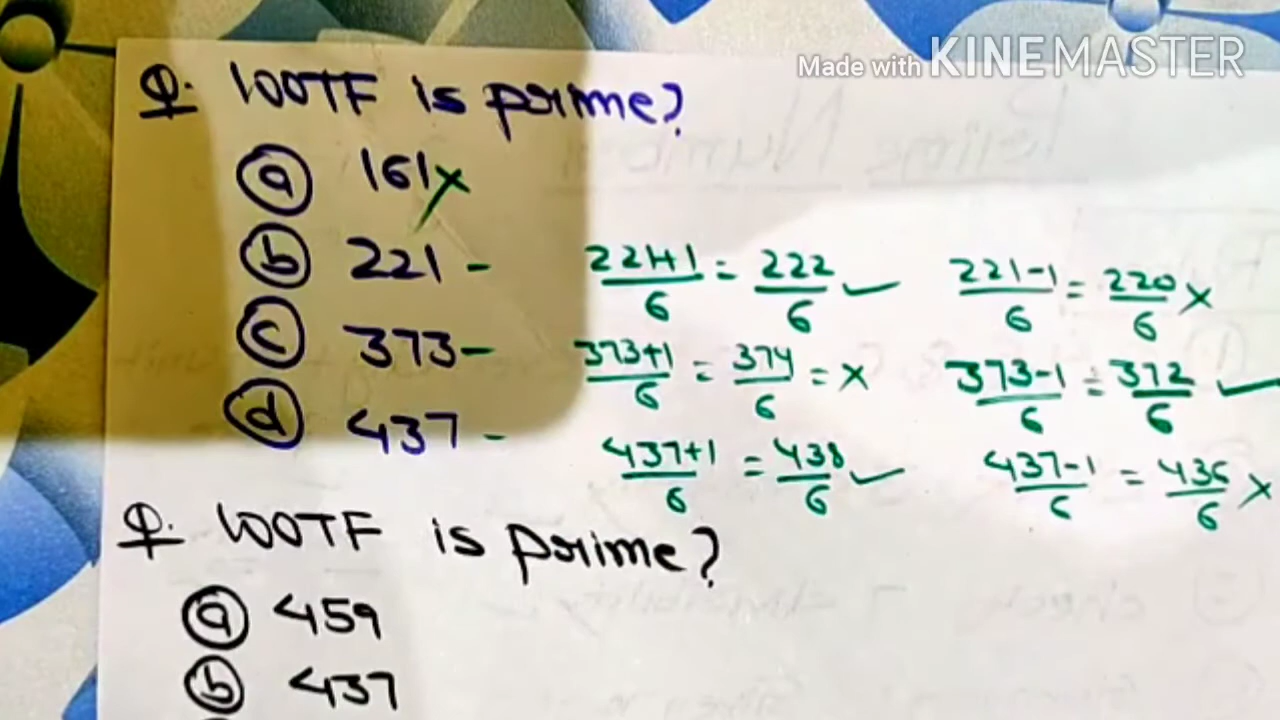 Made with KINEMASTER
Q. WOTF is prime?
(a) 161 x
(b) 221 - 221+1/6 = 222/6 ✓ 221-1/6 = 220/6 x
(c) 373 - 373+1/6 = 374/6 = x 373-1/6 = 372/6 ✓
(d) 437 - 437+1/6 = 438/6 ✓ 437-1/6 = 436/6 x
Q. WOTF is prime?
(a) 459
(b) 437